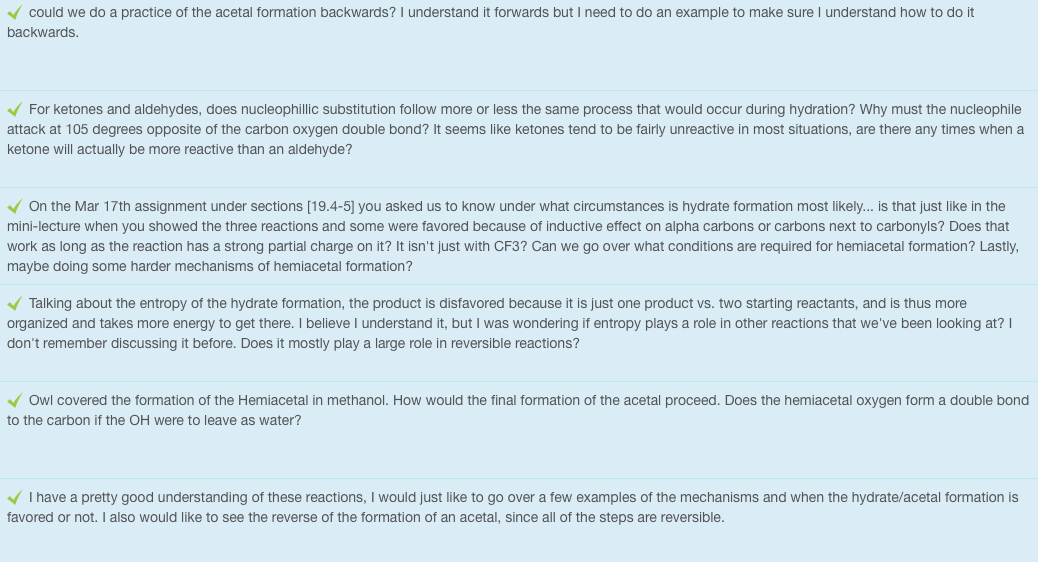 could we do a practice of the acetal formation backwards? I understand it forwards but I need to do an example to make sure I understand how to do it
backwards.
For ketones and aldehydes, does nucleophillic substitution follow more or less the same process that would occur during hydration? Why must the nucleophile
attack at 105 degrees opposite of the carbon oxygen double bond? It seems like ketones tend to be fairly unreactive in most situations, are there any times when a
ketone will actually be more reactive than an aldehyde?
On the Mar 17th assignment under sections [19.4-5] you asked us to know under what circumstances is hydrate formation most likely... is that just like in the
mini-lecture when you showed the three reactions and some were favored because of inductive effect on alpha carbons or carbons next to carbonyls? Does that
work as long as the reaction has a strong partial charge on it? It isn't just with CF3? Can we go over what conditions are required for hemiacetal formation? Lastly,
maybe doing some harder mechanisms of hemiacetal formation?
Talking about the entropy of the hydrate formation, the product is disfavored because it is just one product vs. two starting reactants, and is thus more
organized and takes more energy to get there. I believe I understand it, but I was wondering if entropy plays a role in other reactions that we've been looking at? I
don't remember discussing it before. Does it mostly play a large role in reversible reactions?
Owl covered the formation of the Hemiacetal in methanol. How would the final formation of the acetal proceed. Does the hemiacetal oxygen form a double bond
to the carbon if the OH were to leave as water?
I have a pretty good understanding of these reactions, I would just like to go over a few examples of the mechanisms and when the hydrate/acetal formation is
favored or not. I also would like to see the reverse of the formation of an acetal, since all of the steps are reversible.